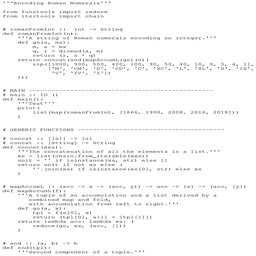 '''Encoding Roman Numerals'''
from functools import reduce
from itertools import chain
# romanFromInt :: Int -> String
def romanFromInt(n):
'''A string of Roman numerals encoding an integer.'''
def go(a, ms):
m, s = ms
q, r = divmod(a, m)
return (r, s * q)
return concat(snd(mapAccumL(go)(n)(
zip([1000, 900, 500, 400, 100, 90, 50, 40, 10, 9, 5, 4, 1],
['M', 'CM', 'D', 'CD', 'C', 'XC', 'L', 'XL', 'X', 'IX',
'V', 'IV', 'I'])
)))
# MAIN
# main :: IO ()
def main():
'''Test'''
print(
list(map(romanFromInt, [1666, 1990, 2008, 2016, 2018]))
)
# GENERIC FUNCTIONS
# concat :: [[a]] -> [a]
# concat :: [String] -> String
def concat(xxs):
'''The concatenation of all the elements in a list.'''
xs = list(chain.from_iterable(xxs))
unit = '' if isinstance(xs, str) else []
return unit if not xs else (
''.join(xs) if isinstance(xs[0], str) else xs
)
# mapAccumL :: (acc -> x -> (acc, y)) -> acc -> [x] -> (acc, [y])
def mapAccumL(f):
'''A tuple of an accumulation and a list derived by a
combined map and fold,
with accumulation from left to right.'''
def go(a, x):
tpl = f(a[0], x)
return (tpl[0], a[1] + [tpl[1]])
return lambda acc: lambda xs: (
reduce(go, xs, (acc, []))
)
# snd :: (a, b) -> b
def snd(tpl):
'''Second component of a tuple.'''